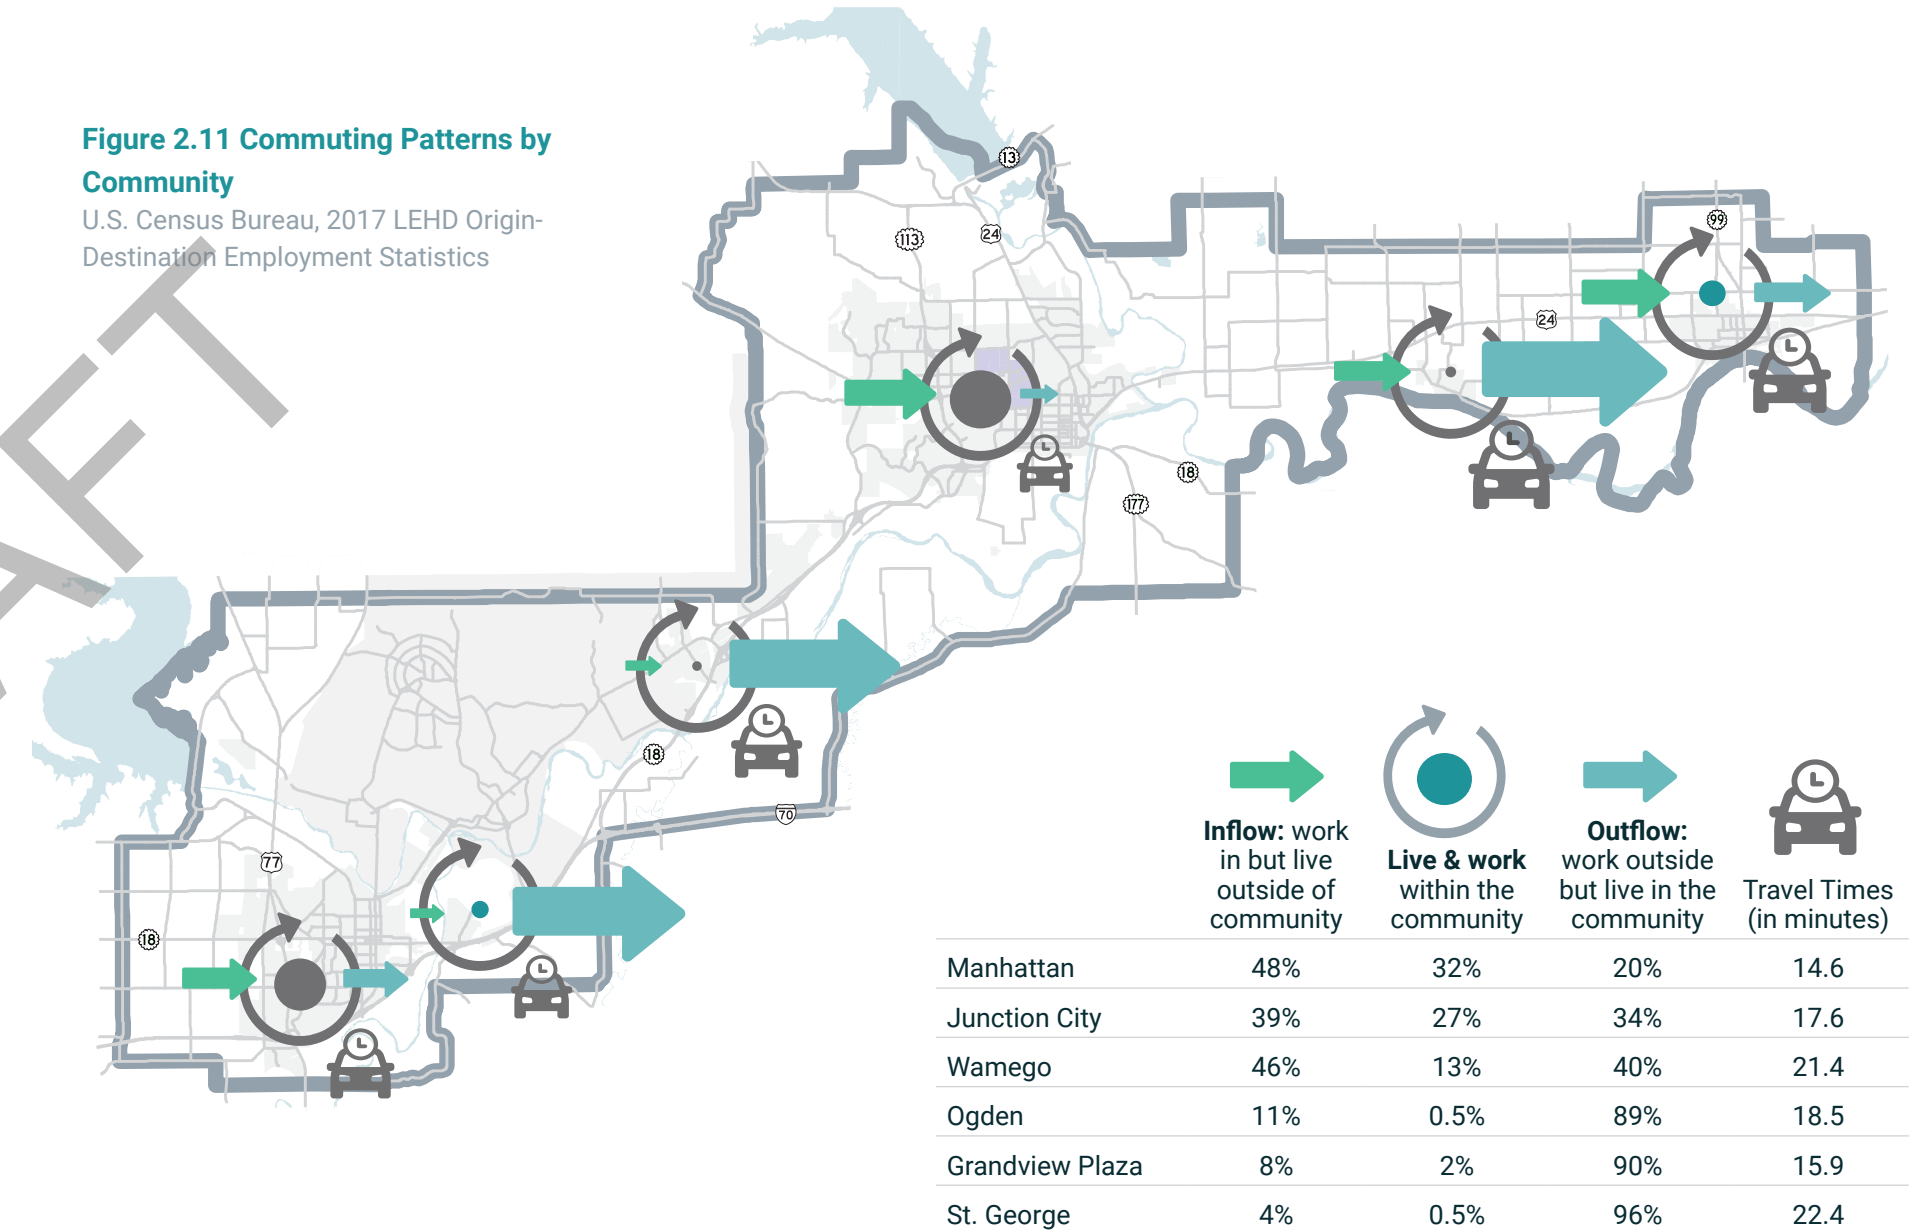 Figure 2.11 Commuting Patterns by
Community
U.S. Census Bureau, 2017 LEHD Origin-
Destination Employment Statistics
AFT
13
113
24
99
24
18
177
18
70
77
18
Inflow: work
in but live
outside of
community
Live & work
within the
community
Outflow:
work outside
but live in the
community
Travel Times
(in minutes)
Manhattan 48% 32% 20% 14.6
Junction City 39% 27% 34% 17.6
Wamego 46% 13% 40% 21.4
Ogden 11% 0.5% 89% 18.5
Grandview Plaza 8% 2% 90% 15.9
St. George 4% 0.5% 96% 22.4